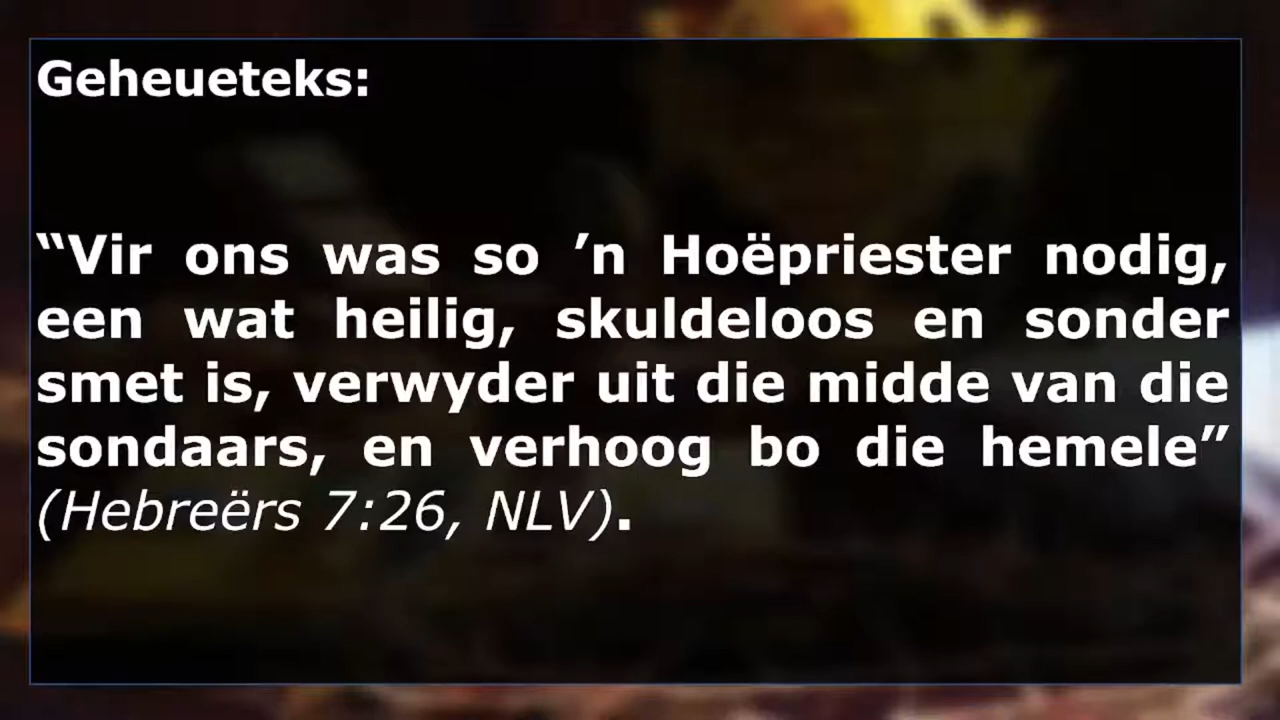 Geheueteks:
“Vir ons was so ’n Hoëpriester nodig,
een wat heilig, skuldeloos en sonder
smet is, verwyder uit die midde van die
sondaars, en verhoog bo die hemele”
(Hebreërs 7:26, NLV).